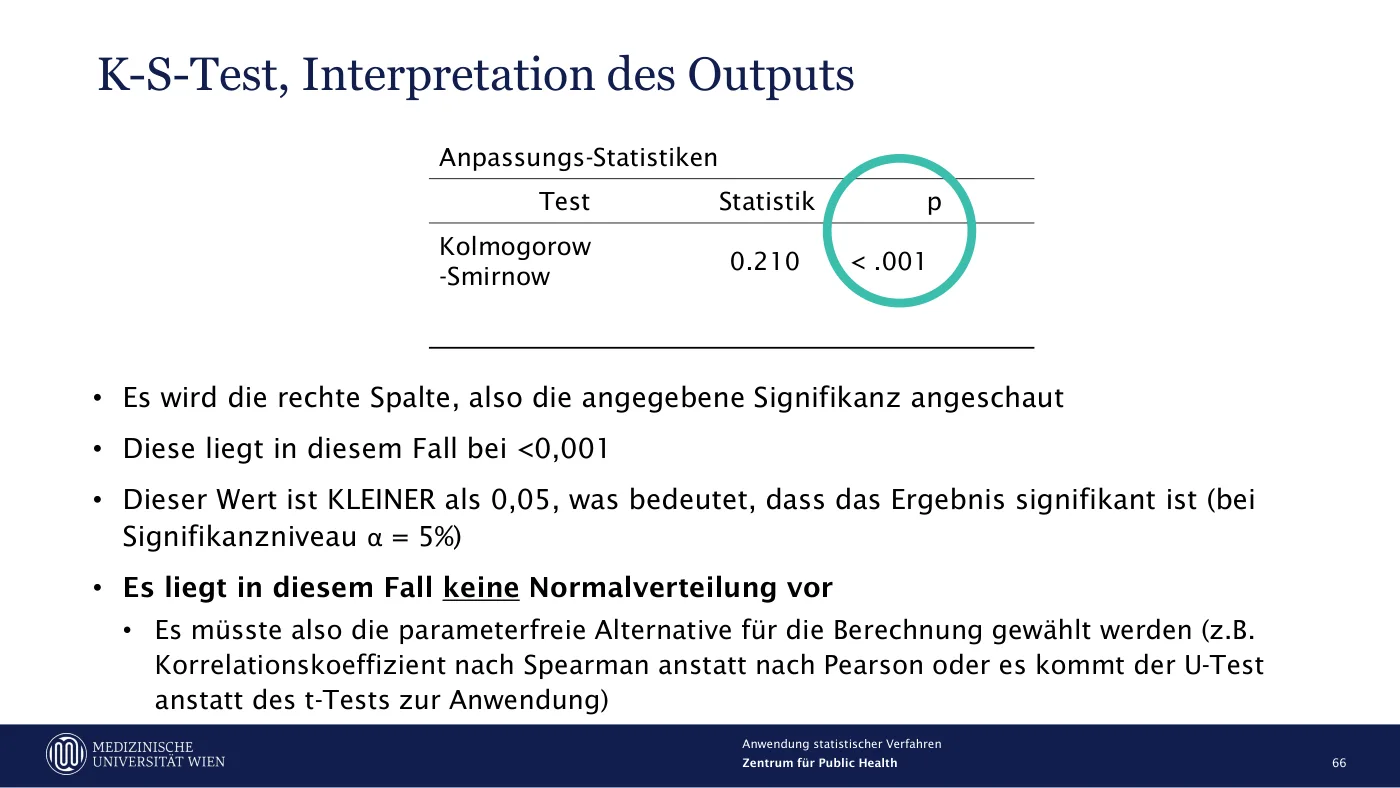 K-S-Test, Interpretation des Outputs
Anpassungs-Statistiken
Test Statistik p
Kolmogorow
-Smirnow 0.210 < .001
• Es wird die rechte Spalte, also die angegebene Signifikanz angeschaut
• Diese liegt in diesem Fall bei <0,001
• Dieser Wert ist KLEINER als 0,05, was bedeutet, dass das Ergebnis signifikant ist (bei
Signifikanzniveau α = 5%)
• Es liegt in diesem Fall keine Normalverteilung vor
• Es müsste also die parameterfreie Alternative für die Berechnung gewählt werden (z.B.
Korrelationskoeffizient nach Spearman anstatt nach Pearson oder es kommt der U-Test
anstatt des t-Tests zur Anwendung)
MEDIZINISCHE
UNIVERSITÄT WIEN
Anwendung statistischer Verfahren
Zentrum für Public Health
66